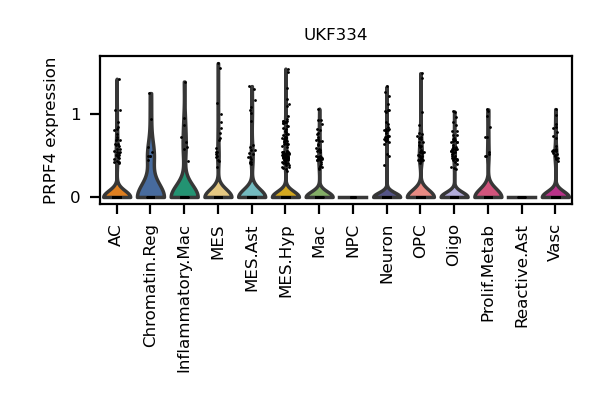 UKF334
PRPF4 expression
1
0
AC
Chromatin.Reg
Inflammatory.Mac
MES
MES.Ast
MES.Hyp
Mac
NPC
Neuron
OPC
Oligo
Prolif.Metab
Reactive.Ast
Vasc